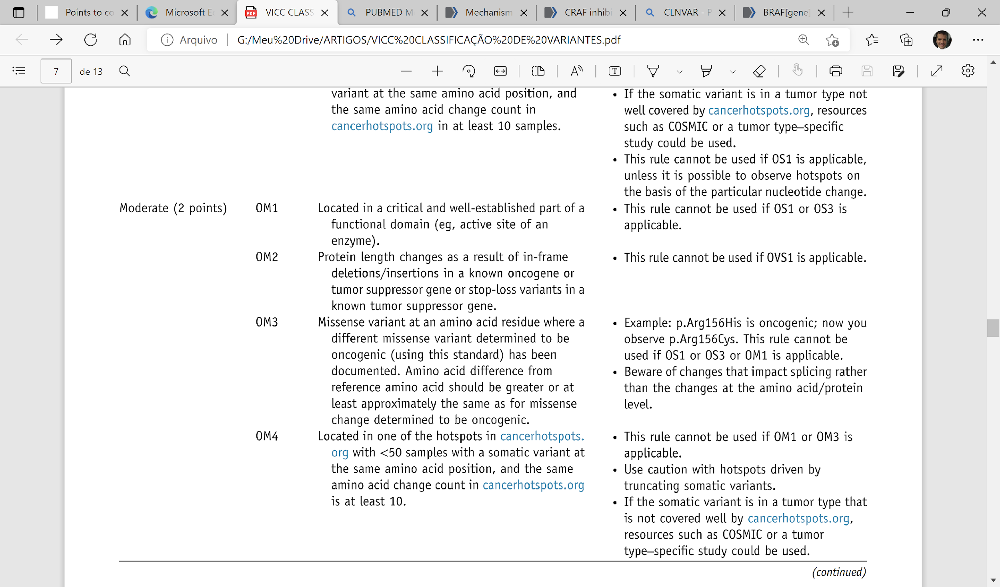 Points to co
Microsoft E
VICC CLASS
PUBMED M
Mechanism
CRAF inhibi
CLNVAR - P
BRAF[gene]
Arquivo
G:/Meu%20Drive/ARTIGOS/VICC%20CLASSIFICAÇÃO%20DE%20VARIANTES.pdf
7 de 13
variant at the same amino acid position, and
the same amino acid change count in
cancerhotspots.org in at least 10 samples.
• If the somatic variant is in a tumor type not
well covered by cancerhotspots.org, resources
such as COSMIC or a tumor type–specific
study could be used.
• This rule cannot be used if OS1 is applicable,
unless it is possible to observe hotspots on
the basis of the particular nucleotide change.
Moderate (2 points)
OM1
Located in a critical and well-established part of a
functional domain (eg, active site of an
enzyme).
• This rule cannot be used if OS1 or OS3 is
applicable.
OM2
Protein length changes as a result of in-frame
deletions/insertions in a known oncogene or
tumor suppressor gene or stop-loss variants in a
known tumor suppressor gene.
• This rule cannot be used if OVS1 is applicable.
OM3
Missense variant at an amino acid residue where a
different missense variant determined to be
oncogenic (using this standard) has been
documented. Amino acid difference from
reference amino acid should be greater or at
least approximately the same as for missense
change determined to be oncogenic.
• Example: p.Arg156His is oncogenic; now you
observe p.Arg156Cys. This rule cannot be
used if OS1 or OS3 or OM1 is applicable.
• Beware of changes that impact splicing rather
than the changes at the amino acid/protein
level.
OM4
Located in one of the hotspots in cancerhotspots.
org with <50 samples with a somatic variant at
the same amino acid position, and the same
amino acid change count in cancerhotspots.org
is at least 10.
• This rule cannot be used if OM1 or OM3 is
applicable.
• Use caution with hotspots driven by
truncating somatic variants.
• If the somatic variant is in a tumor type that
is not covered well by cancerhotspots.org,
resources such as COSMIC or a tumor
type–specific study could be used.
(continued)